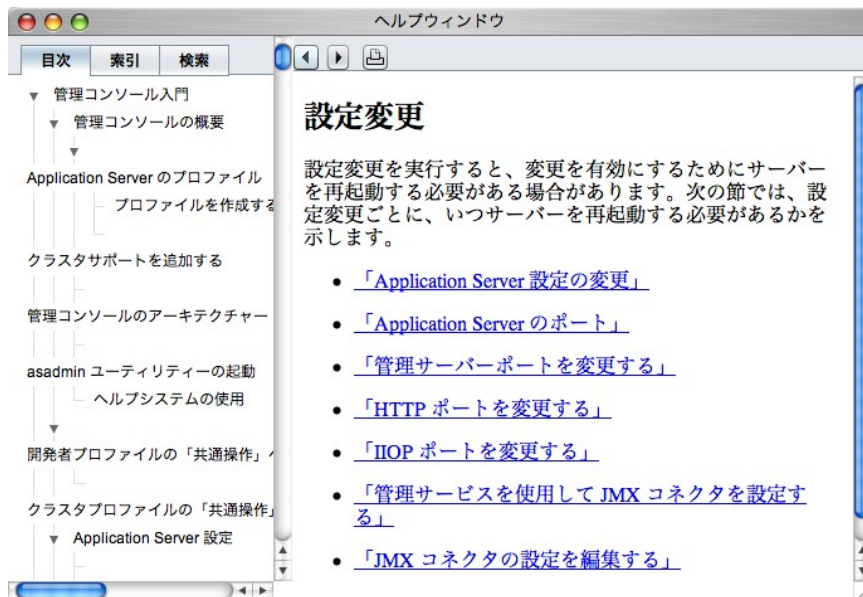 ヘルプウィンドウ
目次 索引 検索
管理コンソール入門
管理コンソールの概要
Application Server のプロファイル
プロファイルを作成する
クラスタサポートを追加する
管理コンソールのアーキテクチャー
asadmin ユーティリティーの起動
ヘルプシステムの使用
開発者プロファイルの「共通操作」
クラスタプロファイルの「共通操作」
Application Server 設定
設定変更
設定変更を実行すると、変更を有効にするためにサーバー
を再起動する必要がある場合があります。次の節では、設
定変更ごとに、いつサーバーを再起動する必要があるかを
示します。
• 「Application Server 設定の変更」
• 「Application Server のポート」
• 「管理サーバーポートを変更する」
• 「HTTP ポートを変更する」
• 「IIOP ポートを変更する」
• 「管理サービスを使用して JMX コネクタを設定す
る」
• 「JMX コネクタの設定を編集する」